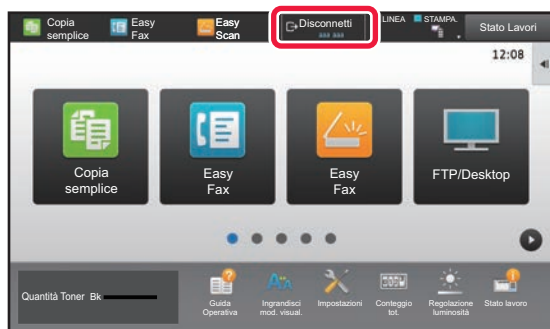 Copia semplice
Easy Fax
Easy Scan
Disconnetti
LINEA
STAMPA.
Stato Lavori
12:08
Copia semplice
Easy Fax
Easy Fax
FTP/Desktop
Quantità Toner Bk
Guida Operativa
Ingrandisci mod. visual.
Impostazioni
Conteggio tot.
Regolazione luminosità
Stato lavoro